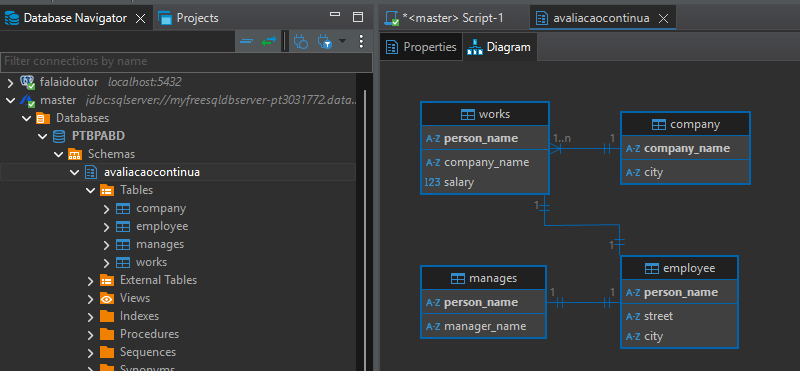 Database Navigator
Projects
Filter connections by name
falaidoutor localhost:5432
master jdbc:sqlserver://myfreesqldbserver-pt3031772.data...
Databases
PTBPABD
Schemas
avaliacaocontinua
Tables
company
employee
manages
works
External Tables
Views
Indexes
Procedures
Sequences
Synonyms
*<master> Script-1
avaliacaocontinua
Properties
Diagram
works
A-Z person_name
A-Z company_name
123 salary
1..n
1
company
A-Z company_name
A-Z city
1
1
manages
A-Z person_name
A-Z manager_name
1
1
employee
A-Z person_name
A-Z street
A-Z city